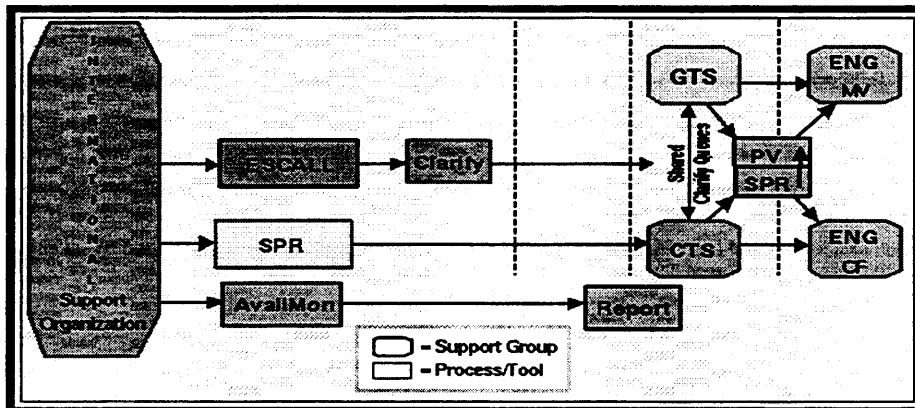 INTERNATIONAL
Support
Organization
ESCALL
Clarify
SPR
AvailMon
Report
GTS
Shared
Clarify Queues
CTS
PV
SPR
ENG
MV
ENG
CF
= Support Group
= Process/Tool